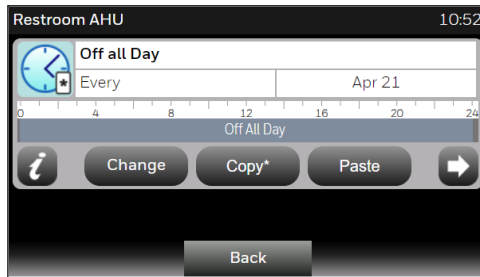 Restroom AHU 10:52
Off all Day
*
Every Apr 21
0 4 8 12 16 20 24
Off All Day
i Change Copy* Paste
Back